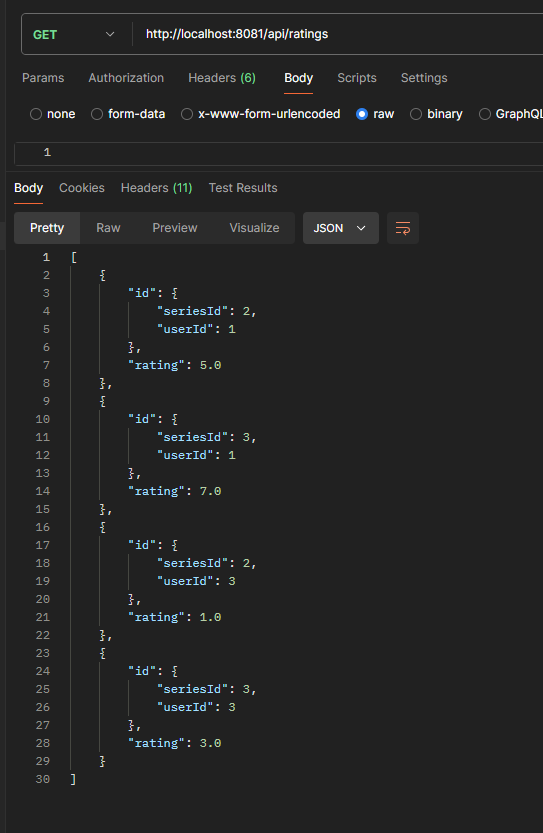 GET http://localhost:8081/api/ratings
Params Authorization Headers (6) Body Scripts Settings
none form-data x-www-form-urlencoded raw binary GraphQL
1
Body Cookies Headers (11) Test Results
Pretty Raw Preview Visualize JSON
1 [
2 {
3 "id": {
4 "seriesId": 2,
5 "userId": 1
6 },
7 "rating": 5.0
8 },
9 {
10 "id": {
11 "seriesId": 3,
12 "userId": 1
13 },
14 "rating": 7.0
15 },
16 {
17 "id": {
18 "seriesId": 2,
19 "userId": 3
20 },
21 "rating": 1.0
22 },
23 {
24 "id": {
25 "seriesId": 3,
26 "userId": 3
27 },
28 "rating": 3.0
29 }
30 ]